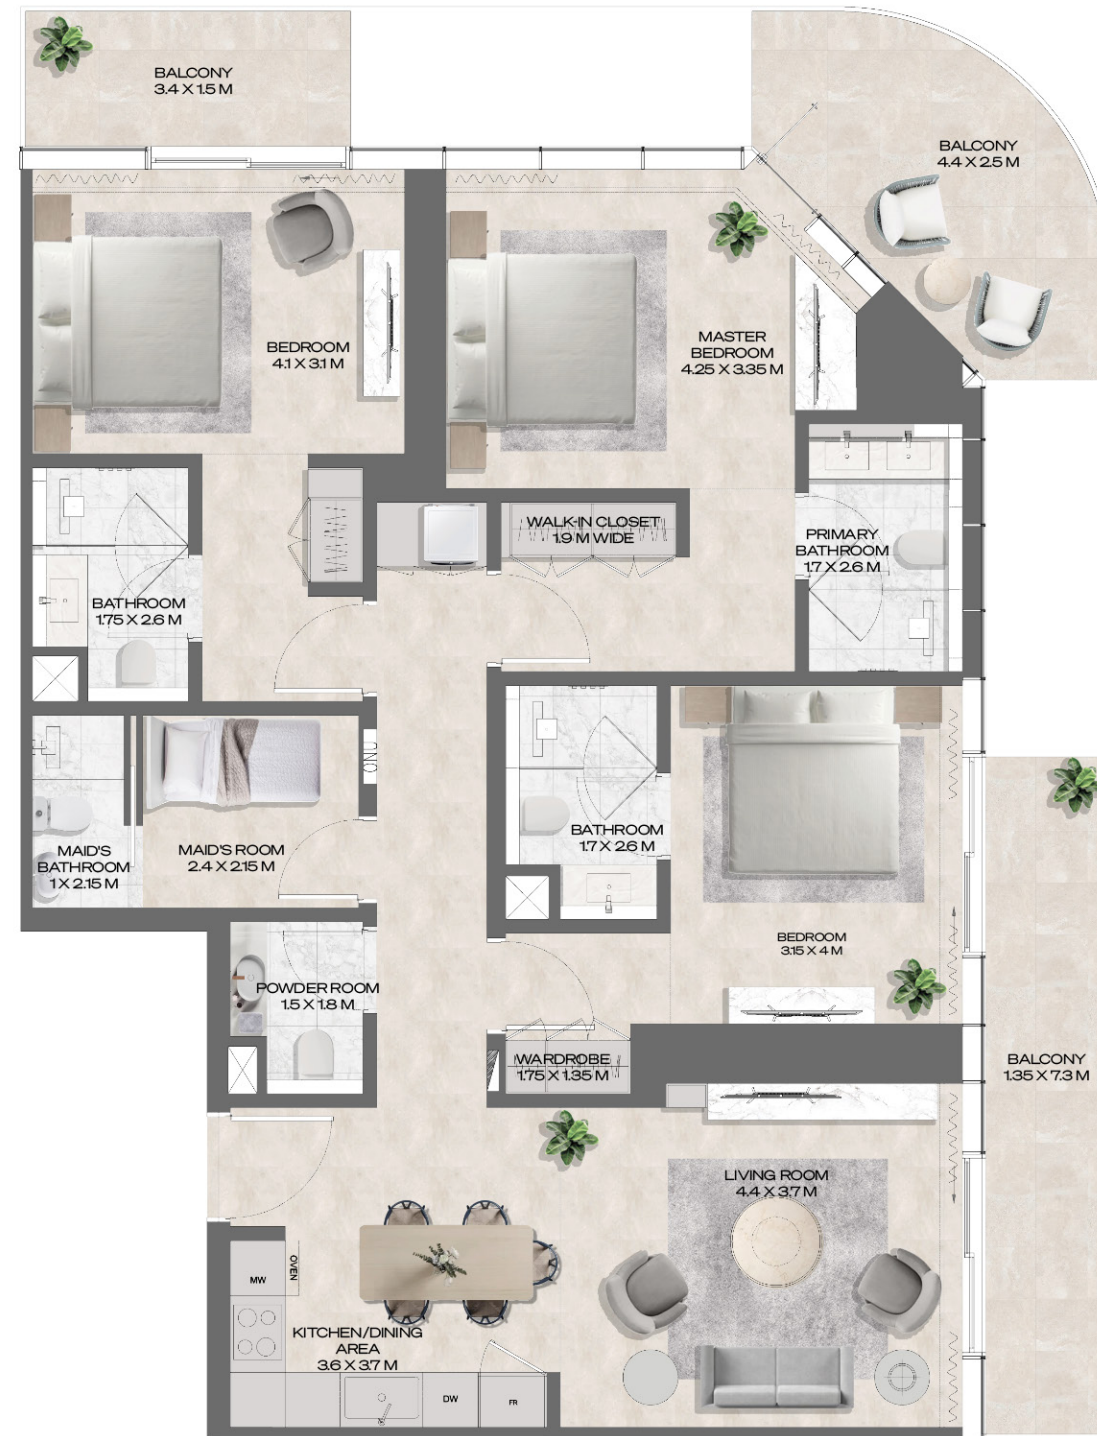 BALCONY
3.4 X 1.5 M
BALCONY
4.4 X 2.5 M
BEDROOM
4.1 X 3.1 M
MASTER
BEDROOM
4.25 X 3.35 M
WALK-IN CLOSET
1.9 M WIDE
PRIMARY
BATHROOM
1.7 X 2.6 M
BATHROOM
1.75 X 2.6 M
ONU
MAID'S
BATHROOM
1 X 2.15 M
MAID'S ROOM
2.4 X 2.15 M
BATHROOM
1.7 X 2.6 M
BEDROOM
3.15 X 4 M
POWDER ROOM
1.5 X 1.8 M
WARDROBE
1.75 X 1.35 M
BALCONY
1.35 X 7.3 M
LIVING ROOM
4.4 X 3.7 M
OVEN
MW
KITCHEN/DINING
AREA
3.6 X 3.7 M
DW
FR